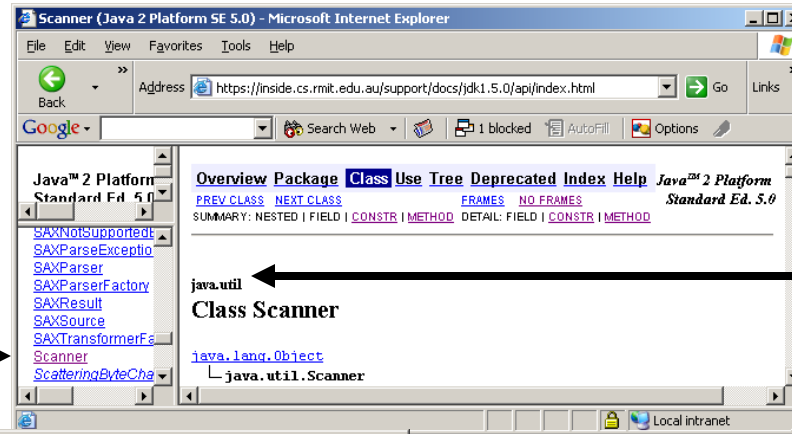 Scanner (Java 2 Platform SE 5.0) - Microsoft Internet Explorer
File Edit View Favorites Tools Help
Back
»
Address https://inside.cs.rmit.edu.au/support/docs/jdk1.5.0/api/index.html Go Links
Google Search Web 1 blocked AutoFill Options
Java™ 2 Platform
Standard Ed. 5.0
SAXNotSupportedE
SAXParseExceptio
SAXParser
SAXParserFactory
SAXResult
SAXSource
SAXTransformerFa
Scanner
ScatteringByteCha
Overview Package Class Use Tree Deprecated Index Help
Java™ 2 Platform
Standard Ed. 5.0
PREV CLASS NEXT CLASS FRAMES NO FRAMES
SUMMARY: NESTED | FIELD | CONSTR | METHOD DETAIL: FIELD | CONSTR | METHOD
java.util
Class Scanner
java.lang.Object
java.util.Scanner
Local intranet